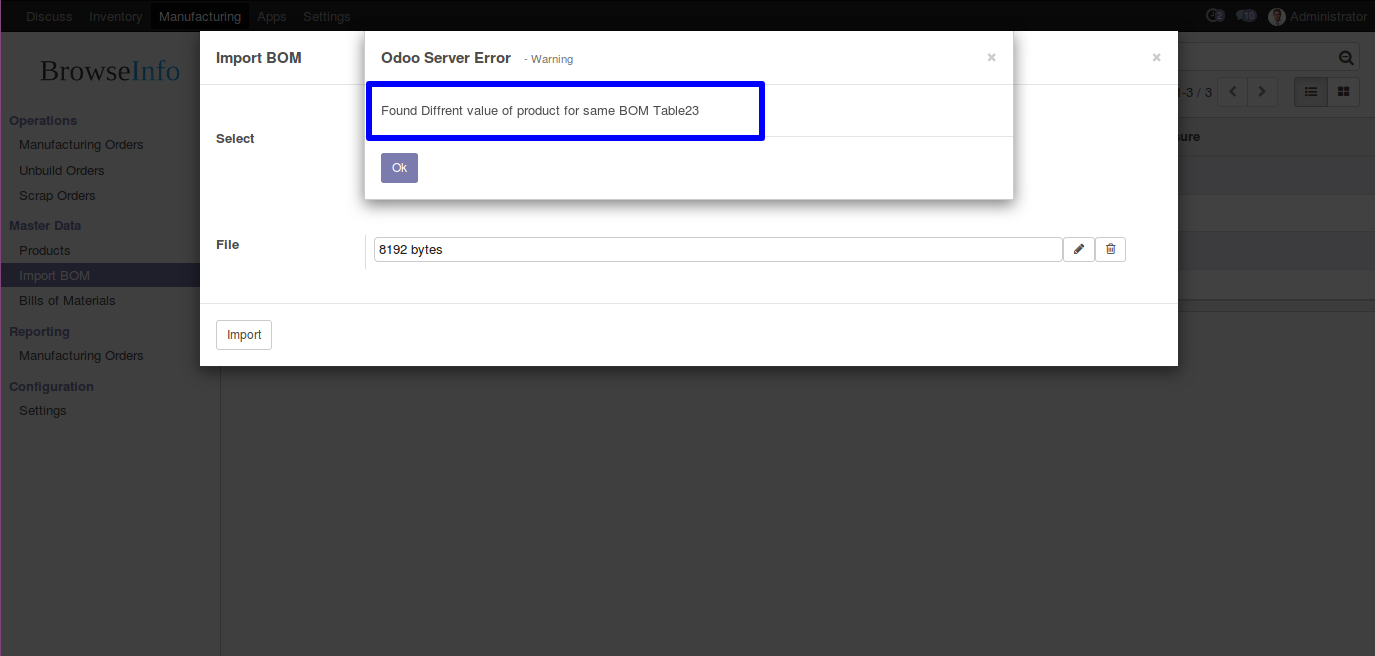 Discuss Inventory Manufacturing Apps Settings 2 10 Administrator
BrowseInfo
Operations
Manufacturing Orders
Unbuild Orders
Scrap Orders
Master Data
Products
Import BOM
Bills of Materials
Reporting
Manufacturing Orders
Configuration
Settings
Import BOM
×
Odoo Server Error - Warning
×
Found Diffrent value of product for same BOM Table23
Ok
Select
File
8192 bytes
Import
-3 / 3
sure